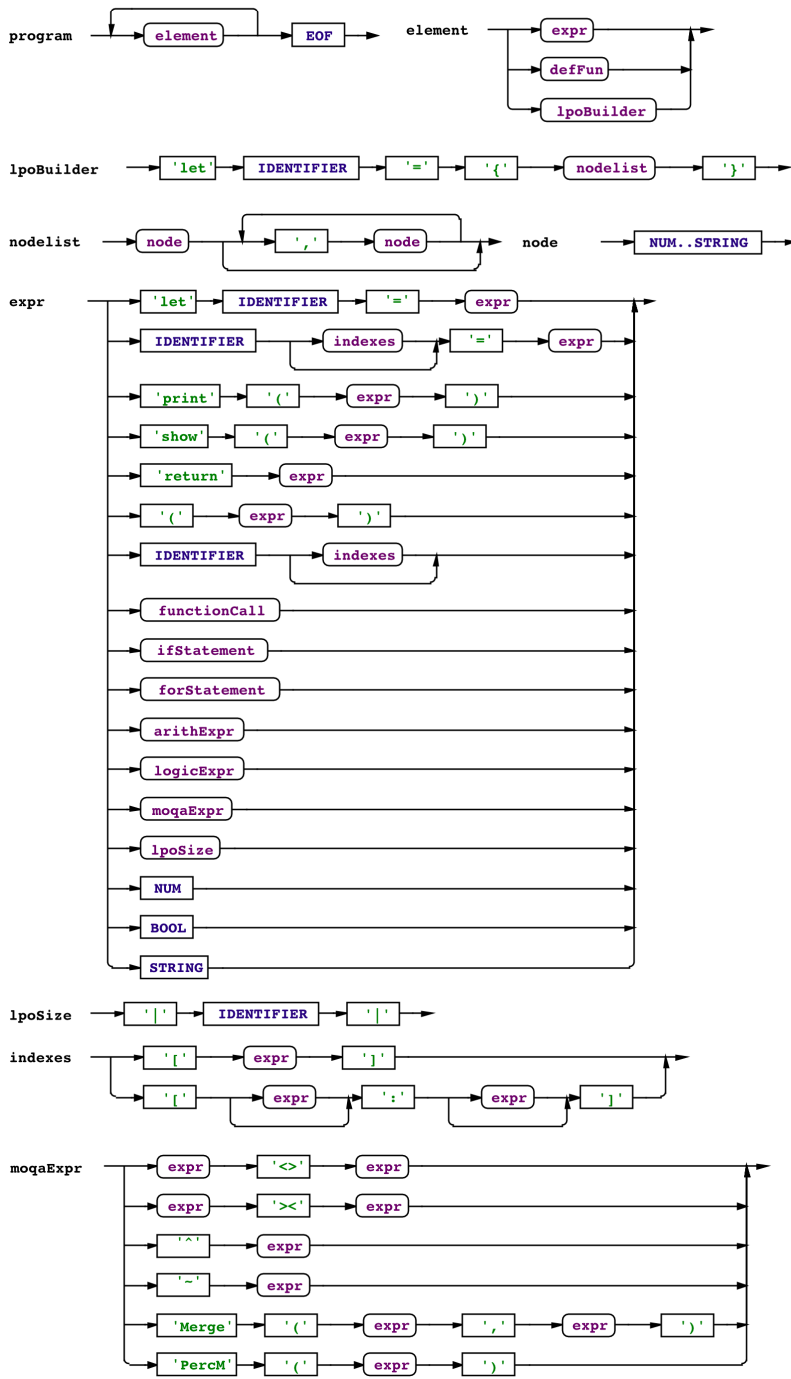 program element EOF element expr
defFun
lpoBuilder
lpoBuilder 'let' IDENTIFIER '=' '{' nodelist '}'
nodelist node ',' node node NUM..STRING
expr 'let' IDENTIFIER '=' expr
IDENTIFIER indexes '=' expr
'print' '(' expr ')'
'show' '(' expr ')'
'return' expr
'(' expr ')'
IDENTIFIER indexes
functionCall
ifStatement
forStatement
arithExpr
logicExpr
moqaExpr
lpoSize
NUM
BOOL
STRING
lpoSize '|' IDENTIFIER '|'
indexes '[' expr ']'
'[' expr ':' expr ']'
moqaExpr expr '<>' expr
expr '><' expr
'^' expr
'~' expr
'Merge' '(' expr ',' expr ')'
'PercM' '(' expr ')'